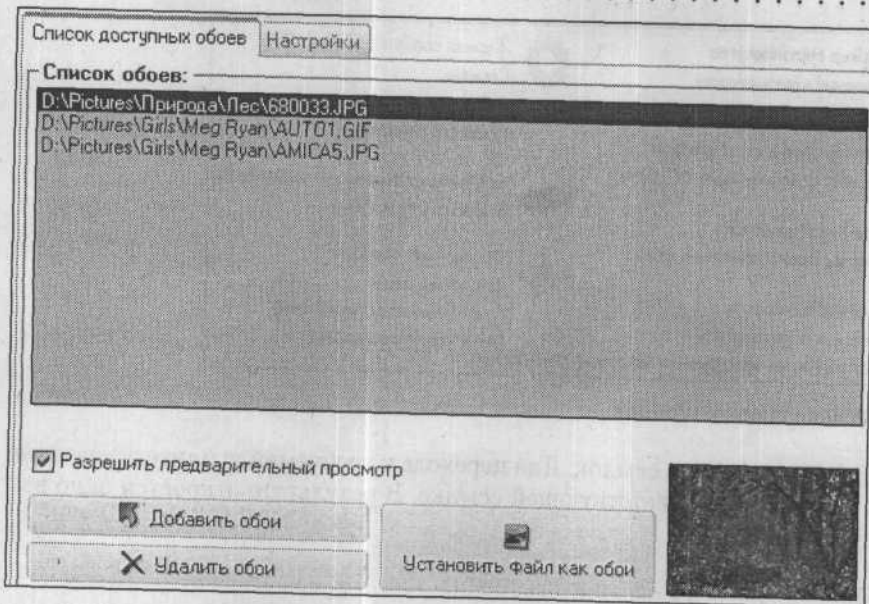 Список доступных обоев
Настройки
Список обоев:
D:\Pictures\Природа\Лес\680033.JPG
D:\Pictures\Girls\Meg Ryan\AUTO1.GIF
D:\Pictures\Girls\Meg Ryan\AMICA5.JPG
Разрешить предварительный просмотр
Добавить обои
Удалить обои
Установить файл как обои